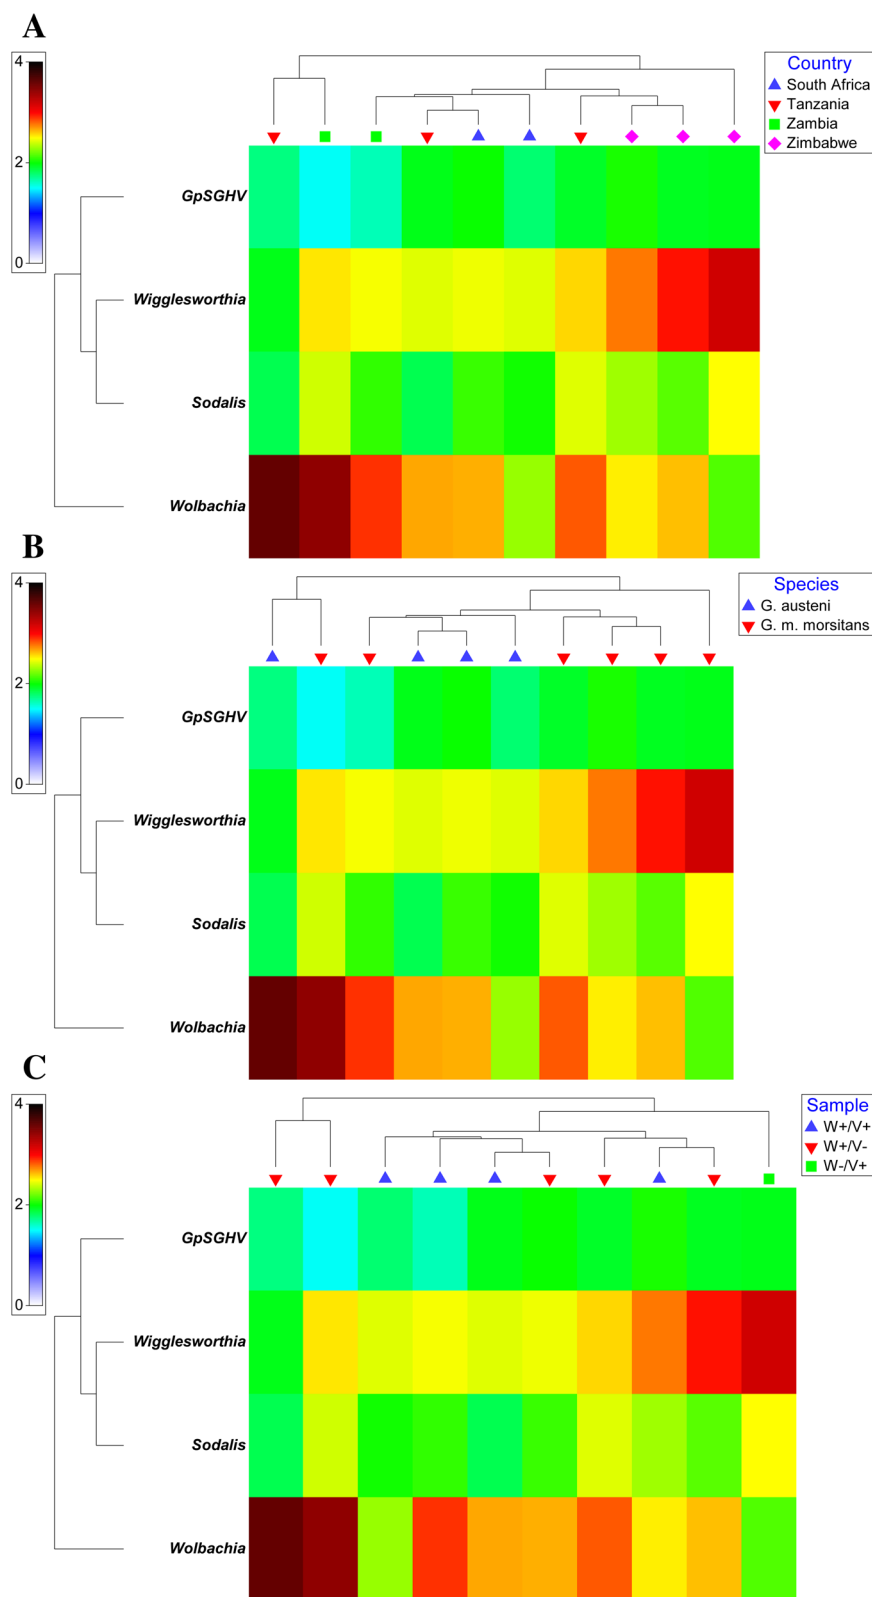 A
4
2
0
Country
South Africa
Tanzania
Zambia
Zimbabwe
GpSGHV
Wigglesworthia
Sodalis
Wolbachia
B
4
2
0
Species
G. austeni
G. m. morsitans
GpSGHV
Wigglesworthia
Sodalis
Wolbachia
C
4
2
0
Sample
W+/V+
W+/V-
W-/V+
GpSGHV
Wigglesworthia
Sodalis
Wolbachia